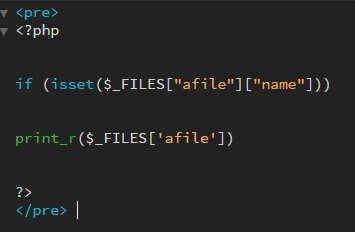 <pre>
<?php
if (isset($_FILES["afile"]["name"]))
print_r($_FILES['afile'])
?>
</pre>